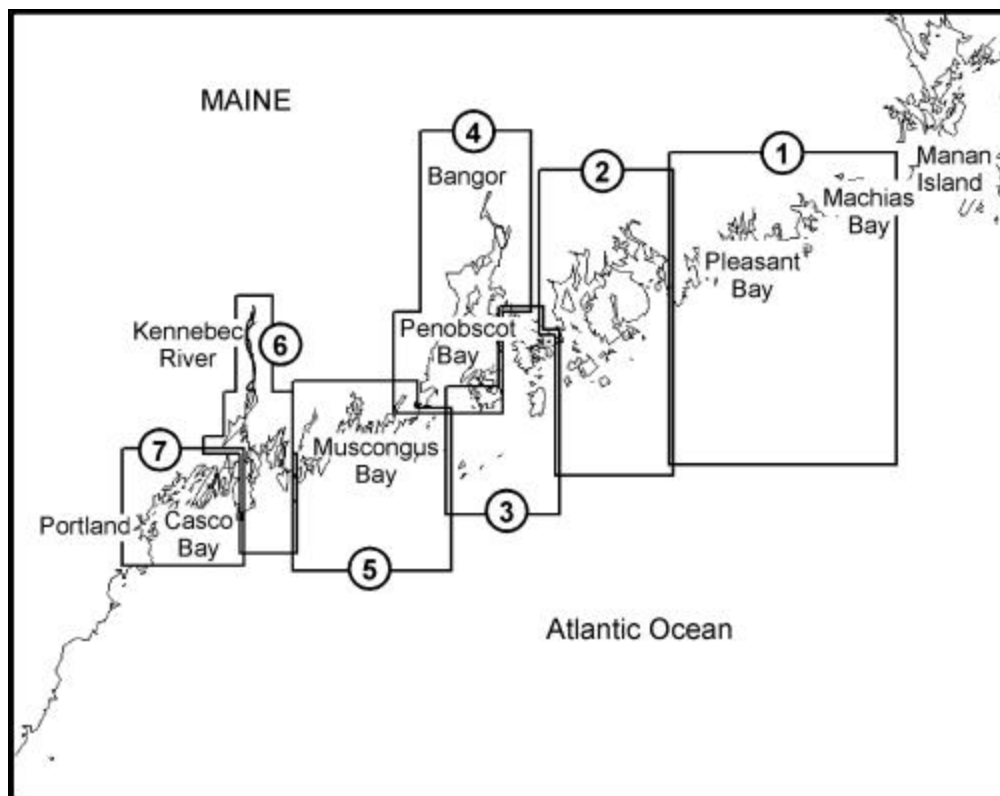 MAINE
4
1
2
Bangor
Manan
Island
Machias
Bay
Pleasant
Bay
Kennebec
River
6
Penobscot
Bay
7
Muscongus
Bay
3
Portland
Casco
Bay
5
Atlantic Ocean